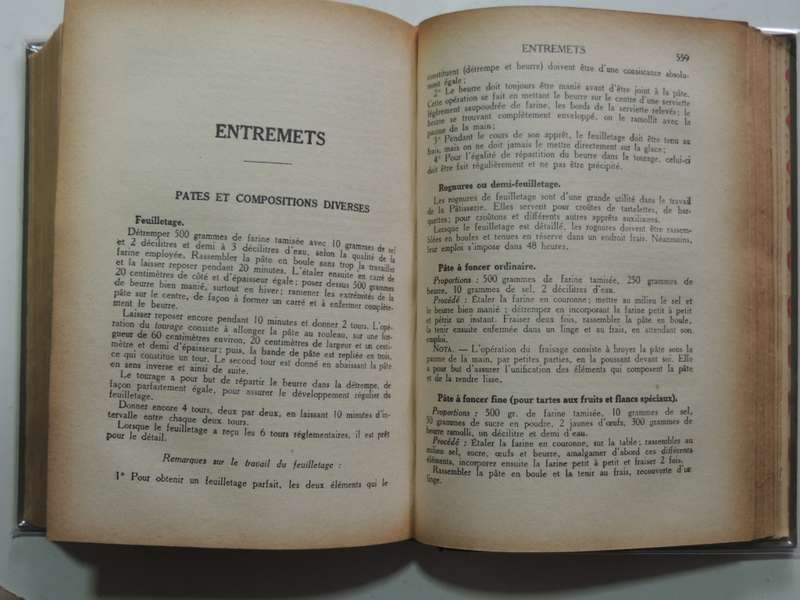 ENTREMETS
PATES ET COMPOSITIONS DIVERSES
Feuilletage.
Détremper 500 grammes de farine tamisée avec 10 grammes de sel
et 2 décilitres et demi à 3 décilitres d'eau, selon la qualité de la
farine employée. Rassembler la pâte en boule sans trop la travailler
et la laisser reposer pendant 20 minutes. L'étaler ensuite en carré de
20 centimètres de côté et d'épaisseur égale; poser dessus 500 grammes
de beurre bien manié, surtout en hiver; ramener les extrémités de la
pâte sur le centre, de façon à former un carré et à enfermer complète-
ment le beurre.
Laisser reposer encore pendant 10 minutes et donner 2 tours. L'opé-
ration du tourage consiste à allonger la pâte au rouleau, sur une lon-
gueur de 60 centimètres environ, 20 centimètres de largeur et un centi-
mètre et demi d'épaisseur; puis, la bande de pâte est repliée en trois,
ce qui constitue un tour. Le second tour est donné en abaissant la pâte
en sens inverse et ainsi de suite.
Le tourage a pour but de répartir le beurre dans la détrempe, de
façon parfaitement égale, pour assurer le développement régulier du
feuilletage.
Donner encore 4 tours, deux par deux, en laissant 10 minutes d'in-
tervalle entre chaque deux tours.
Lorsque le feuilletage a reçu les 6 tours réglementaires, il est prêt
pour le détail.
Remarques sur le travail du feuilletage :
1° Pour obtenir un feuilletage parfait, les deux éléments qui le
ENTREMETS 559
constituent (détrempe et beurre) doivent être d'une consistance absolu-
ment égale;
2° Le beurre doit toujours être manié avant d'être joint à la pâte.
Cette opération se fait en mettant le beurre sur le centre d'une serviette
légèrement saupoudrée de farine, les bords de la serviette relevés; le
beurre se trouvant complètement enveloppé, on le ramollit avec la
paume de la main;
3° Pendant le cours de son apprêt, le feuilletage doit être tenu au
frais, mais on ne doit jamais le mettre directement sur la glace;
4° Pour l'égalité de répartition du beurre dans le tourage, celui-ci
doit être fait régulièrement et ne pas être précipité.
Rognures ou demi-feuilletage.
Les rognures de feuilletage sont d'une grande utilité dans le travail
de la Pâtisserie. Elles servent pour croûtes de tartelettes, de bar-
quettes; pour croûtons et différents autres apprêts auxiliaires.
Lorsque le feuilletage est détaillé, les rognures doivent être rassem-
blées en boules et tenues en réserve dans un endroit frais. Néanmoins,
leur emploi s'impose dans 48 heures.
Pâte à foncer ordinaire.
Proportions : 500 grammes de farine tamisée, 250 grammes de
beurre, 10 grammes de sel, 2 décilitres d'eau.
Procédé : Étaler la farine en couronne; mettre au milieu le sel et
le beurre bien manié; détrempez en incorporant la farine petit à petit
et pétrir un instant. Fraisez deux fois, rassembler la pâte en boule,
la tenir ensuite enfermée dans un linge et au frais, en attendant son
emploi.
NOTA. — L'opération du fraisage consiste à broyer la pâte sous la
paume de la main, par petites parties, en la poussant devant soi. Elle
a pour but d'assurer l'unification des éléments qui composent la pâte
et de la rendre lisse.
Pâte à foncer fine (pour tartes aux fruits et flancs spéciaux).
Proportions : 500 gr. de farine tamisée, 10 grammes de sel,
50 grammes de sucre en poudre, 2 jaunes d'œufs, 300 grammes de
beurre ramolli, un décilitre et demi d'eau.
Procédé : Étaler la farine en couronne, sur la table; rassembles au
milieu sel, sucre, œufs et beurre, amalgamer d'abord ces différents
éléments, incorporez ensuite la farine petit à petit et fraiser 2 fois.
Rassembler la pâte en boule et la tenir au frais, recouverte d'un
linge.